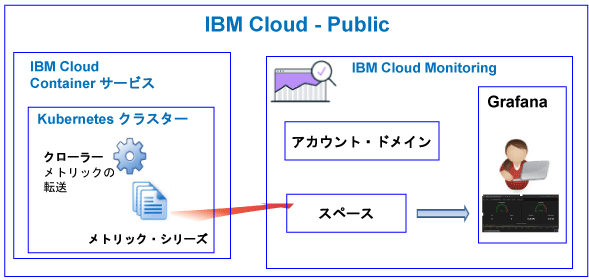 IBM Cloud - Public
IBM Cloud
Container サービス
Kubernetes クラスター
クローラー
メトリックの
転送
メトリック・シリーズ
IBM Cloud Monitoring
アカウント・ドメイン
スペース
Grafana